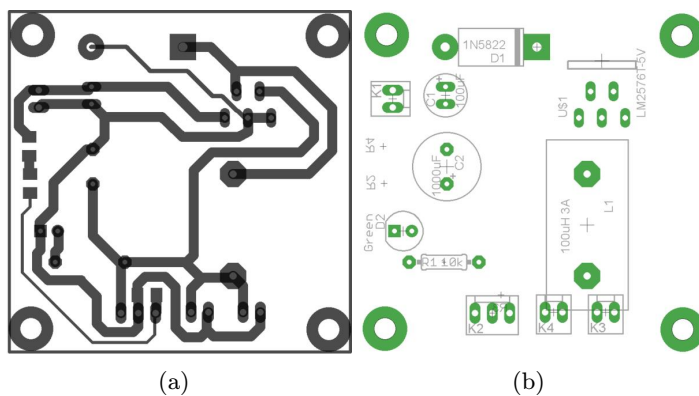 1N5822
D1
K1
C1
100uF
U$1
LM2576T-5V
R4
R2
1000uF
C2
Green
D2
100uH 3A
L1
R1 10k
K2
K4
K3
(a)
(b)